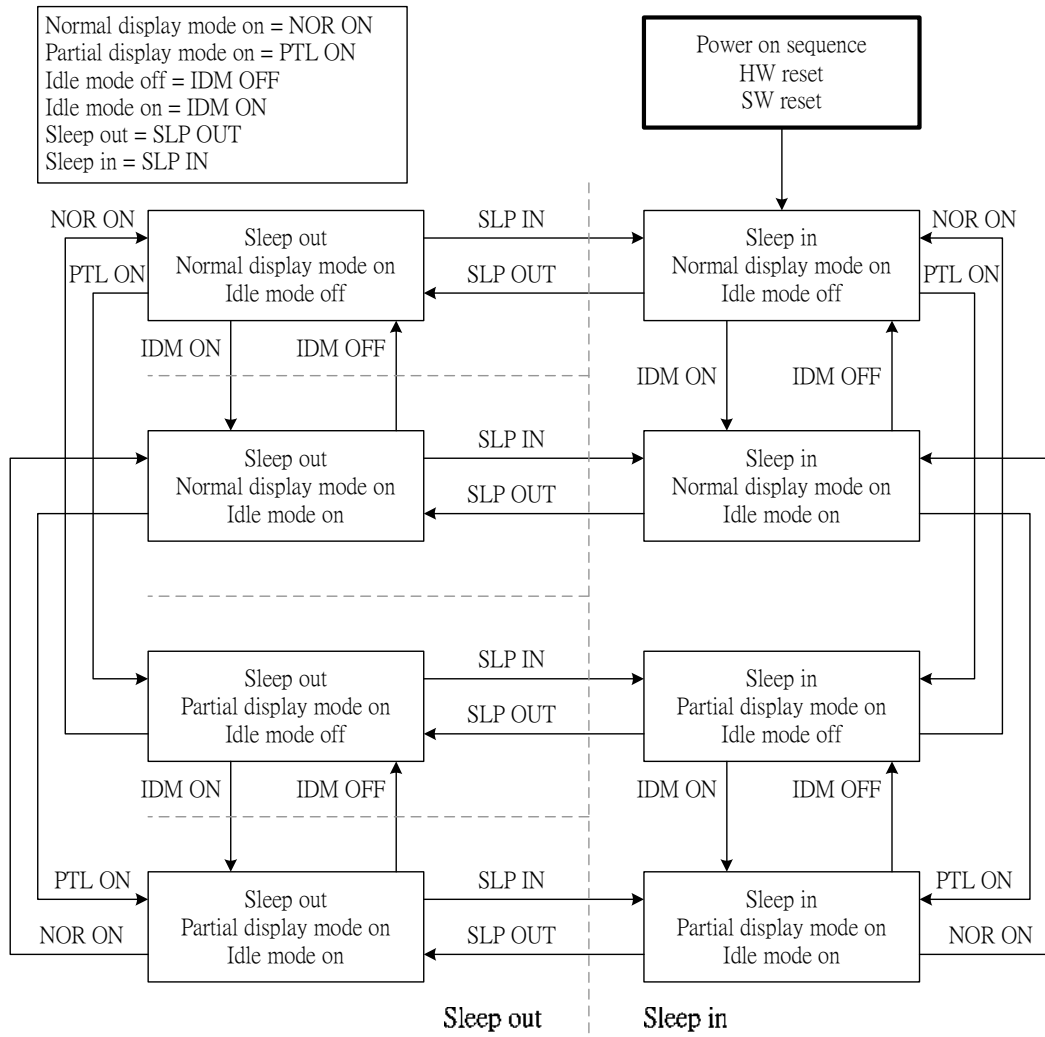 Normal display mode on = NOR ON
Partial display mode on = PTL ON
Idle mode off = IDM OFF
Idle mode on = IDM ON
Sleep out = SLP OUT
Sleep in = SLP IN
Power on sequence
HW reset
SW reset
NOR ON
PTL ON
Sleep out
Normal display mode on
Idle mode off
SLP IN
SLP OUT
Sleep in
Normal display mode on
Idle mode off
NOR ON
PTL ON
IDM ON
IDM OFF
IDM ON
IDM OFF
Sleep out
Normal display mode on
Idle mode on
SLP IN
SLP OUT
Sleep in
Normal display mode on
Idle mode on
Sleep out
Partial display mode on
Idle mode off
SLP IN
SLP OUT
Sleep in
Partial display mode on
Idle mode off
IDM ON
IDM OFF
IDM ON
IDM OFF
PTL ON
NOR ON
Sleep out
Partial display mode on
Idle mode on
SLP IN
SLP OUT
Sleep in
Partial display mode on
Idle mode on
PTL ON
NOR ON
Sleep out
Sleep in